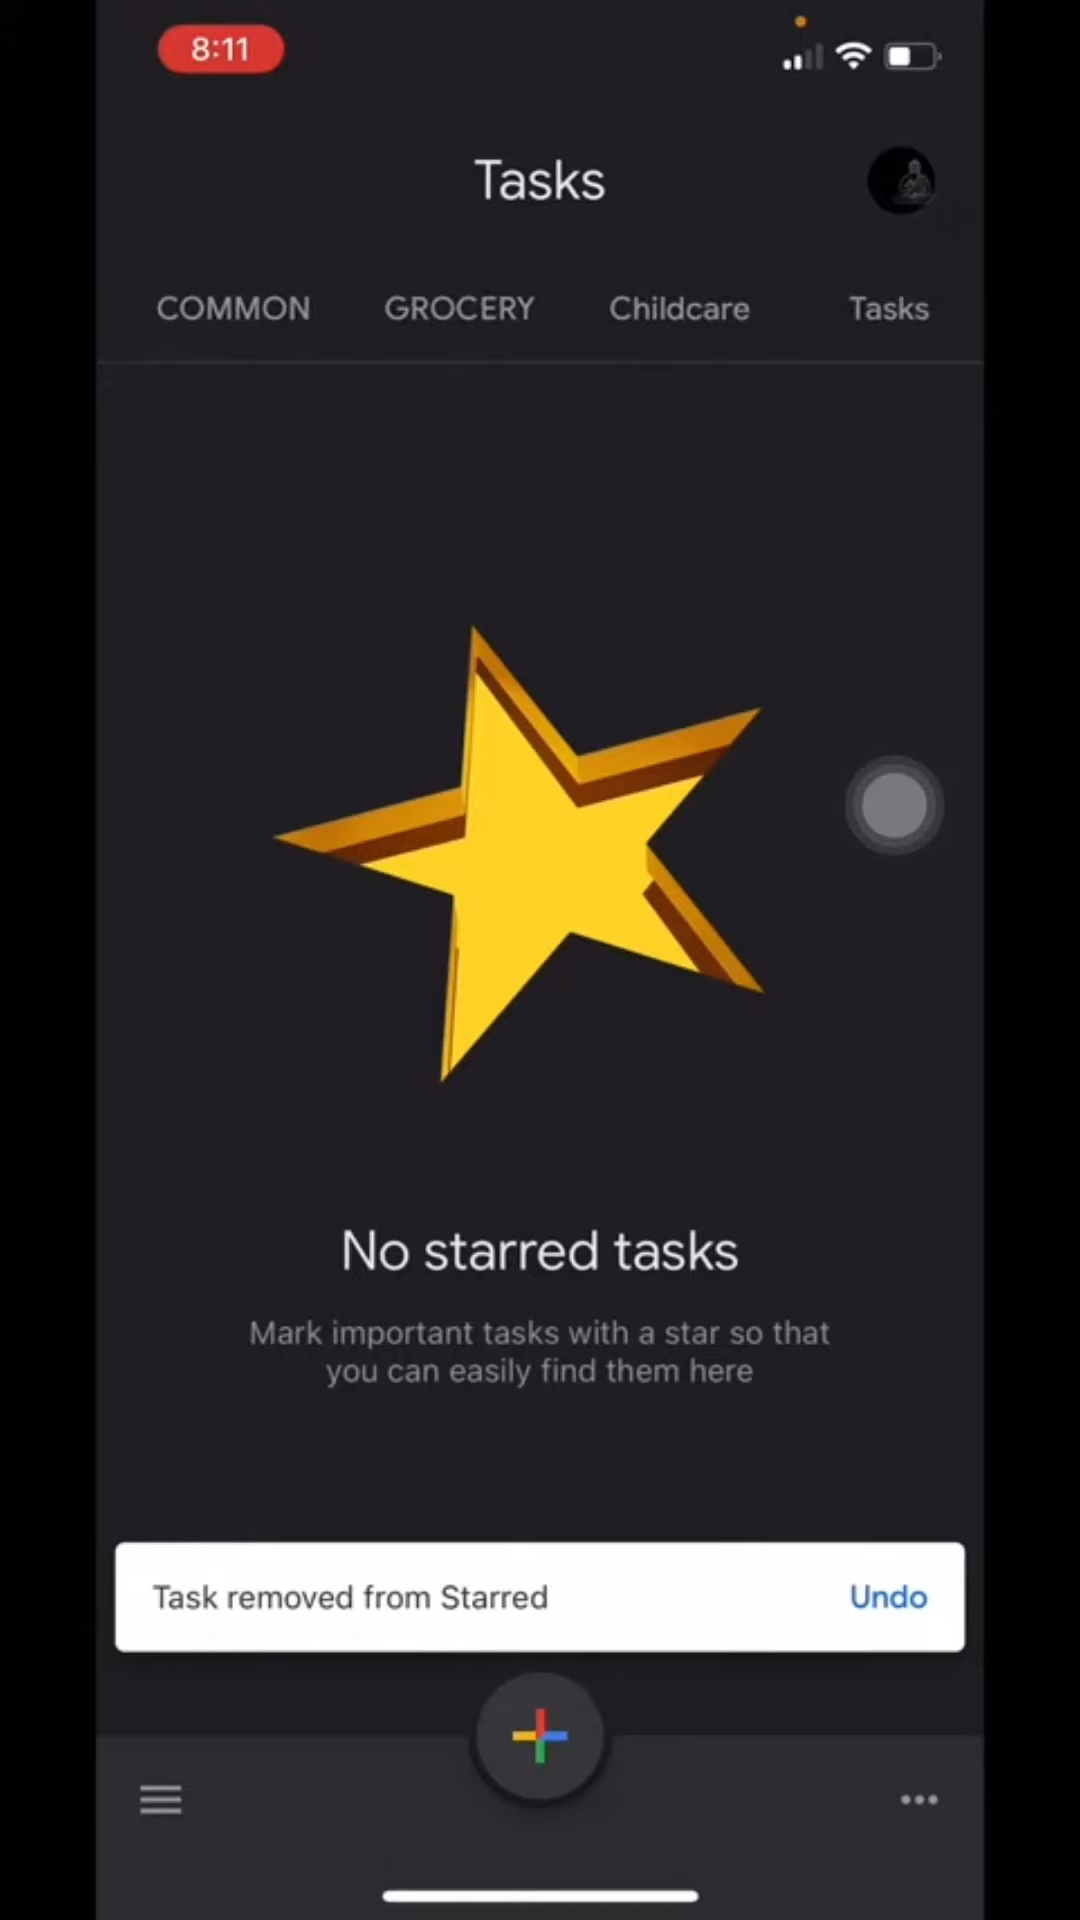 8:11
Tasks
COMMON GROCERY Childcare Tasks
No starred tasks
Mark important tasks with a star so that
you can easily find them here
Task removed from Starred Undo